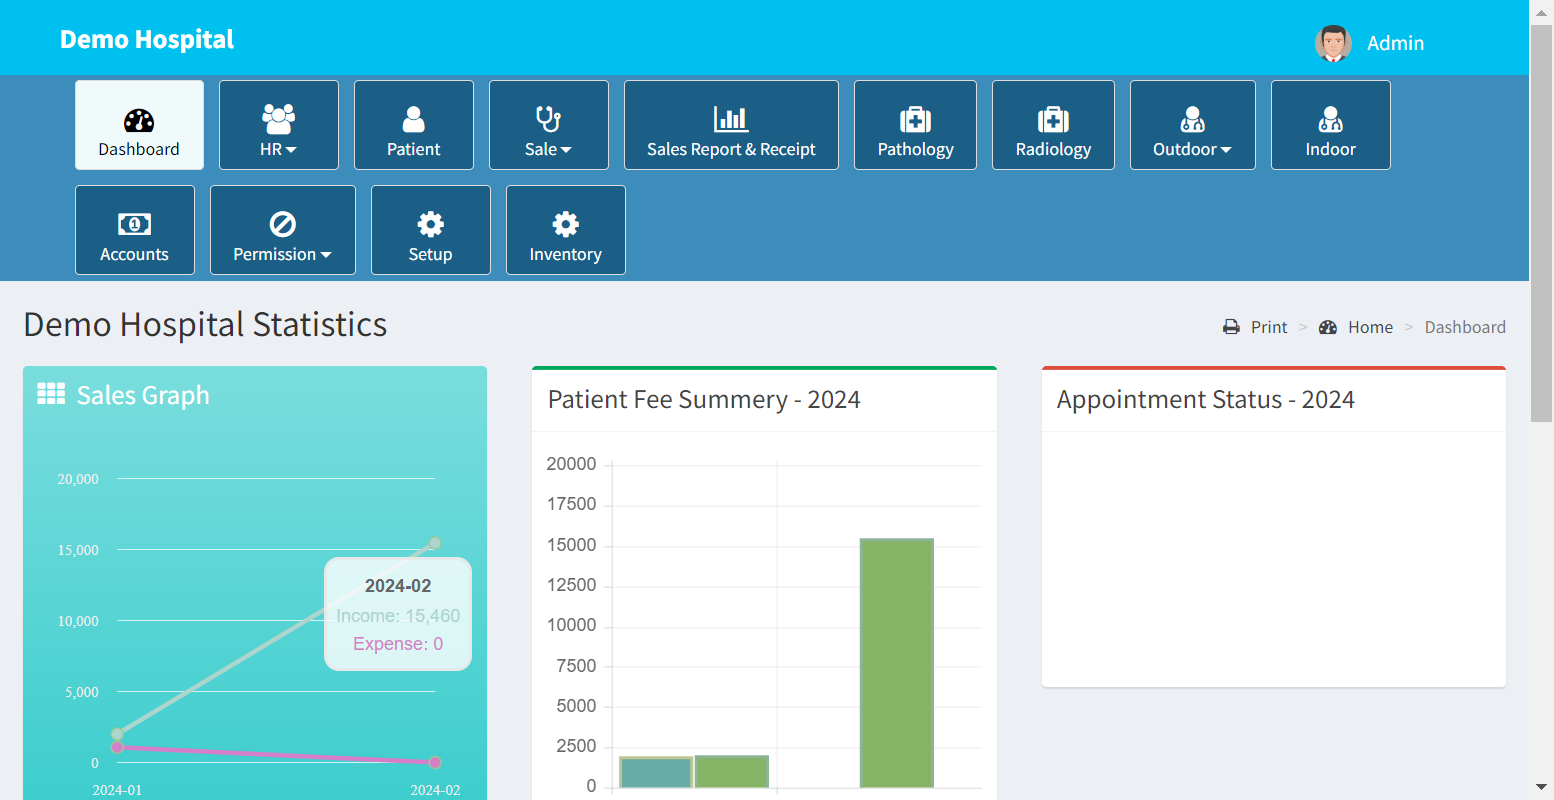 Demo Hospital
Admin
Dashboard
HR
Patient
Sale
Sales Report & Receipt
Pathology
Radiology
Outdoor
Indoor
Accounts
Permission
Setup
Inventory
Demo Hospital Statistics
Print > Home > Dashboard
Sales Graph
20,000
15,000
10,000
5,000
0
2024-01
2024-02
2024-02
Income: 15,460
Expense: 0
Patient Fee Summery - 2024
20000
17500
15000
12500
10000
7500
5000
2500
0
Appointment Status - 2024